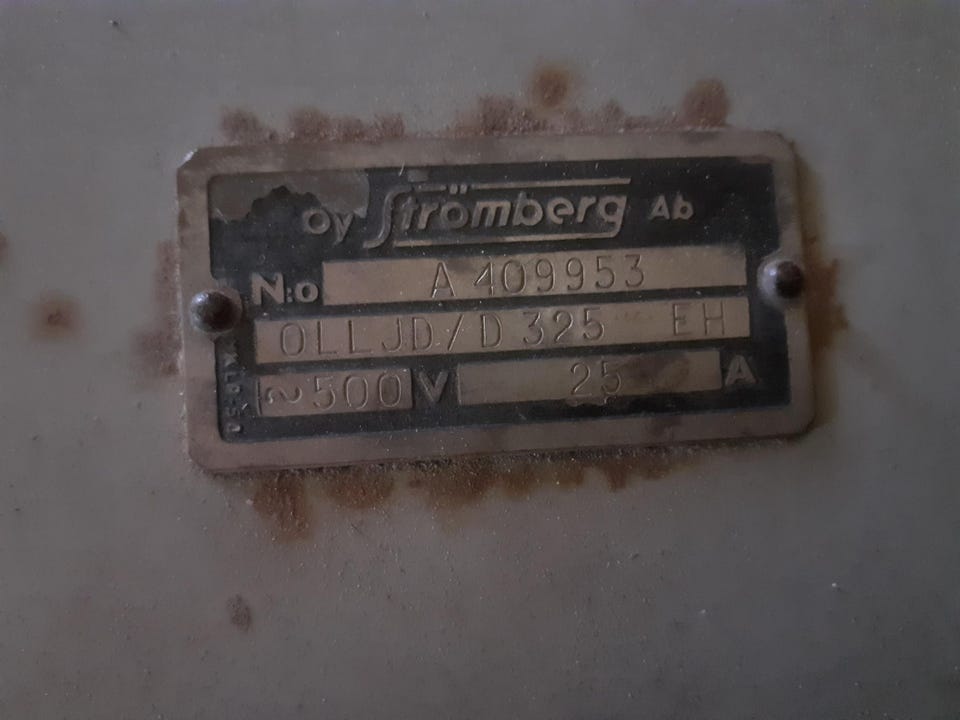 Oy Strömberg Ab
N:o A 409953
OLLJD/D 325 EH
~ 500 V 25 A